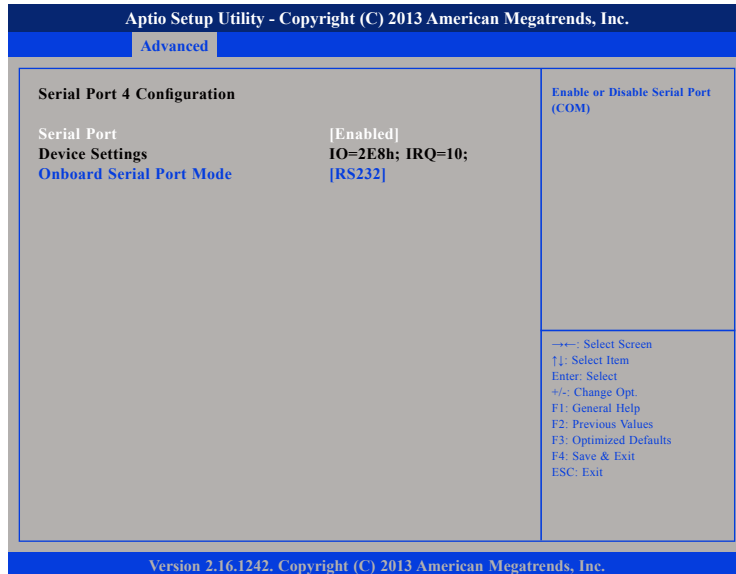 Aptio Setup Utility - Copyright (C) 2013 American Megatrends, Inc.
Advanced
Serial Port 4 Configuration
Serial Port [Enabled]
Device Settings IO=2E8h; IRQ=10;
Onboard Serial Port Mode [RS232]
Enable or Disable Serial Port
(COM)
→←: Select Screen
↑↓: Select Item
Enter: Select
+/-: Change Opt.
F1: General Help
F2: Previous Values
F3: Optimized Defaults
F4: Save & Exit
ESC: Exit
Version 2.16.1242. Copyright (C) 2013 American Megatrends, Inc.